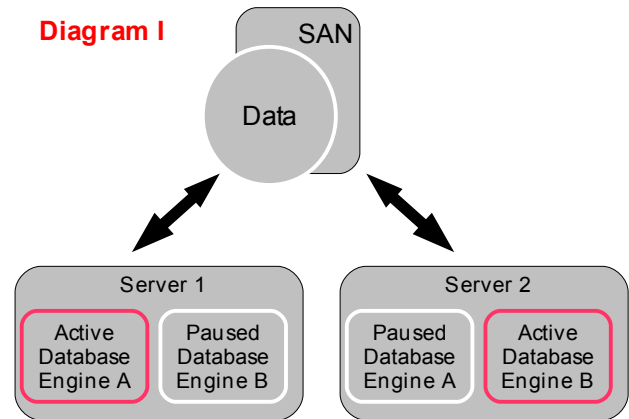 Diagram I
SAN
Data
Server 1
Active
Database
Engine A
Paused
Database
Engine B
Server 2
Paused
Database
Engine A
Active
Database
Engine B